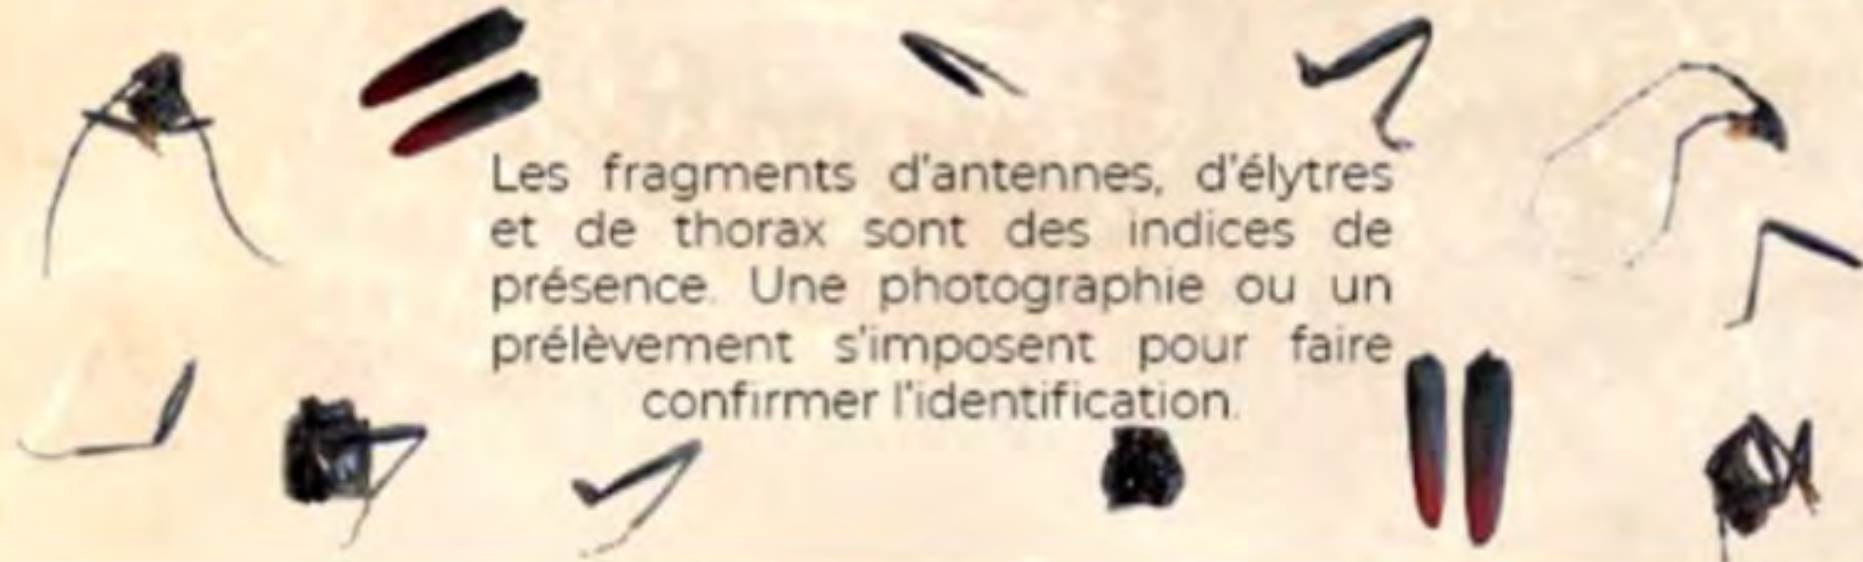 Les fragments d'antennes, d'élytres
et de thorax sont des indices de
présence. Une photographie ou un
prélèvement s'imposent pour faire
confirmer l'identification.